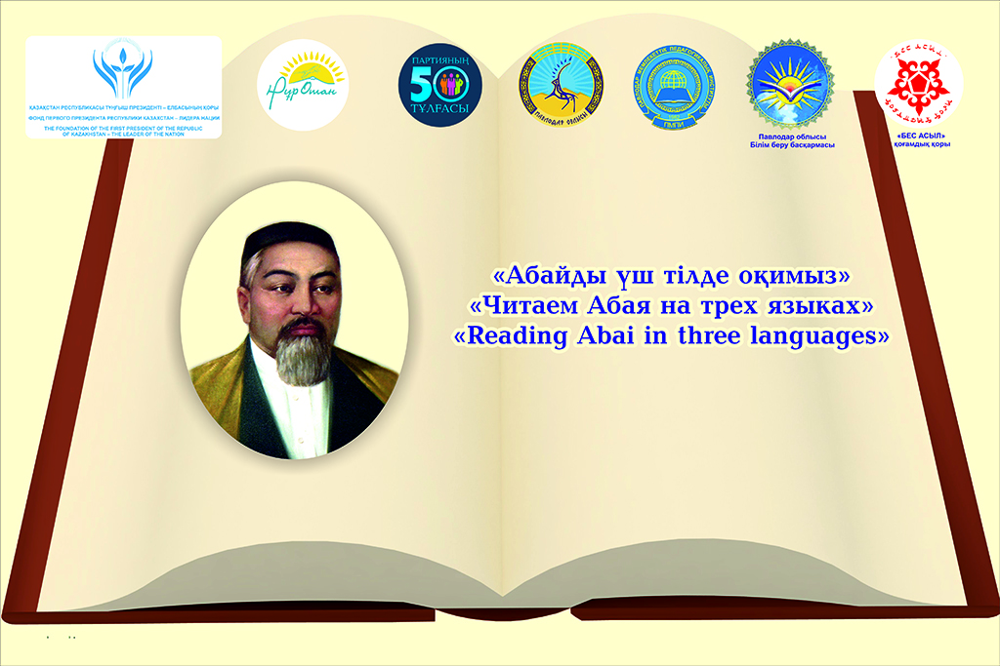 ҚАЗАҚСТАН РЕСПУБЛИКАСЫ ТҰҢҒЫШ ПРЕЗИДЕНТІ – ЕЛБАСЫНЫҢ ҚОРЫ
ФОНД ПЕРВОГО ПРЕЗИДЕНТА РЕСПУБЛИКИ КАЗАХСТАН – ЛИДЕРА НАЦИИ
THE FOUNDATION OF THE FIRST PRESIDENT OF THE REPUBLIC
OF KAZAKHSTAN – THE LEADER OF THE NATION
Нұр Отан
ПАРТИЯНЫҢ
50
ТҰЛҒАСЫ
ПАВЛОДАР ОБЛЫСЫ
ПАВЛОДАР МЕМЛЕКЕТТІК ПЕДАГОГИКАЛЫҚ ИНСТИТУТЫ
ПМПИ
Павлодар облысы
Білім беру басқармасы
БЕС АСЫЛ
ҚОҒАМДЫҚ ҚОРЫ
«БЕС АСЫЛ»
қоғамдық қоры
«Абайды үш тілде оқимыз»
«Читаем Абая на трех языках»
«Reading Abai in three languages»